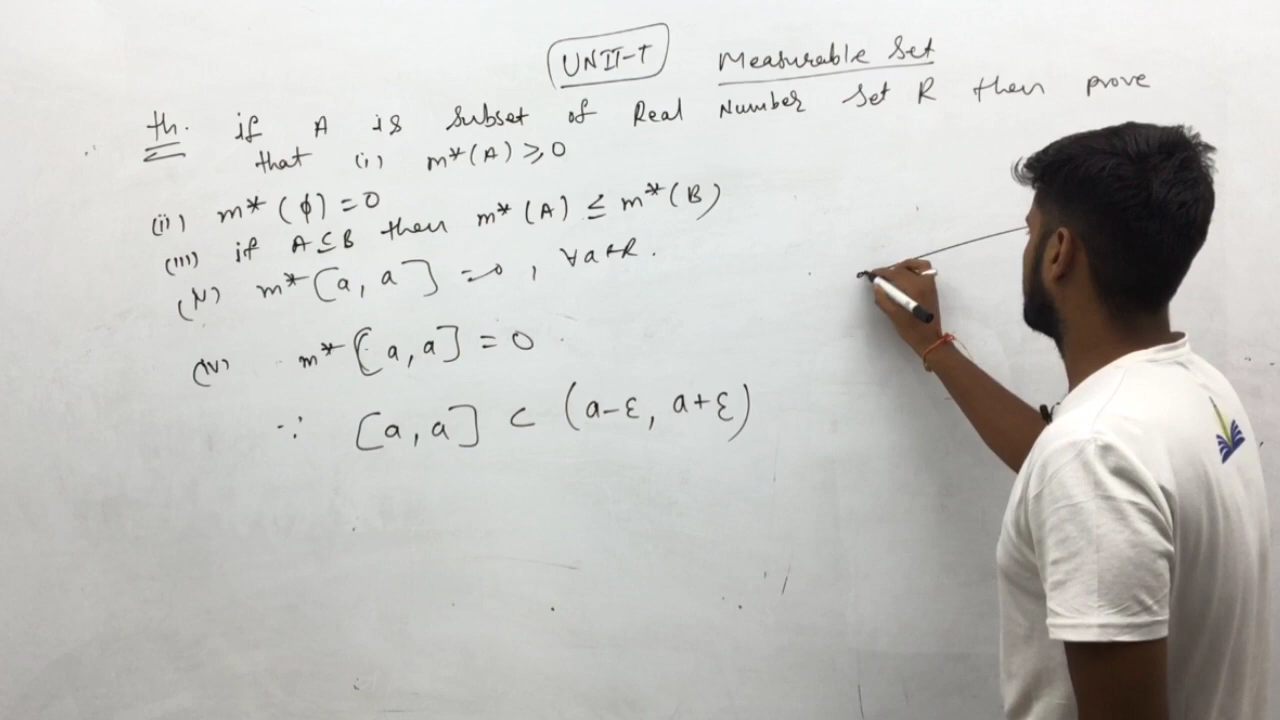 UNIT-I Measurable Set
th. if A is Subset of Real Number Set R then prove
that (i) m*(A) ≥, 0
(ii) m* (ϕ) = 0
(III) if A ⊆ B then m* (A) ≤ m* (B)
(IV) m* [a, a] = 0, ∀ a ∈ R.
(IV) m* [a, a] = 0
∵ [a, a] ⊂ (a-ε, a+ε)